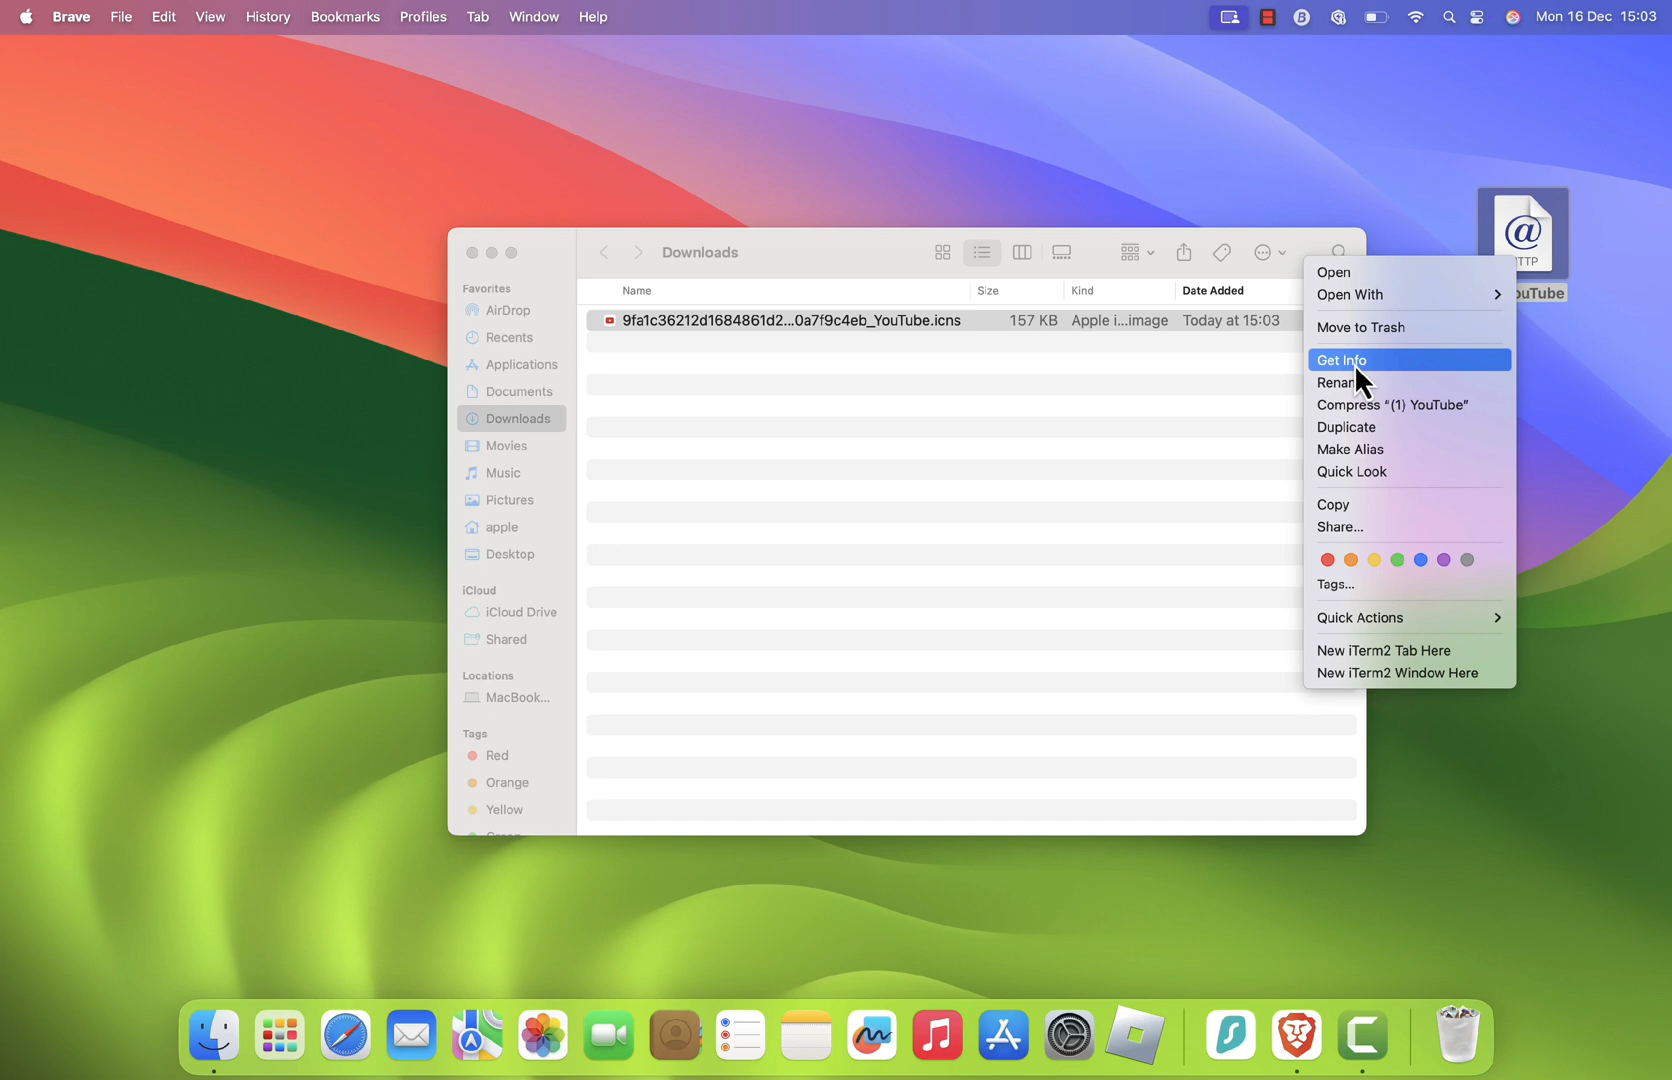 Brave File Edit View History Bookmarks Profiles Tab Window Help
Mon 16 Dec 15:03
HTTP
Downloads
Favorites
AirDrop
Recents
Applications
Documents
Downloads
Movies
Music
Pictures
apple
Desktop
iCloud
iCloud Drive
Shared
Locations
MacBook...
Tags
Red
Orange
Yellow
Name Size Kind Date Added
9fa1c36212d1684861d2...0a7f9c4eb_YouTube.icns 157 KB Apple i...image Today at 15:03
Open
Open With
Move to Trash
Get Info
Compress “(1) YouTube”
Duplicate
Make Alias
Quick Look
Copy
Share...
Tags...
Quick Actions
New iTerm2 Tab Here
New iTerm2 Window Here